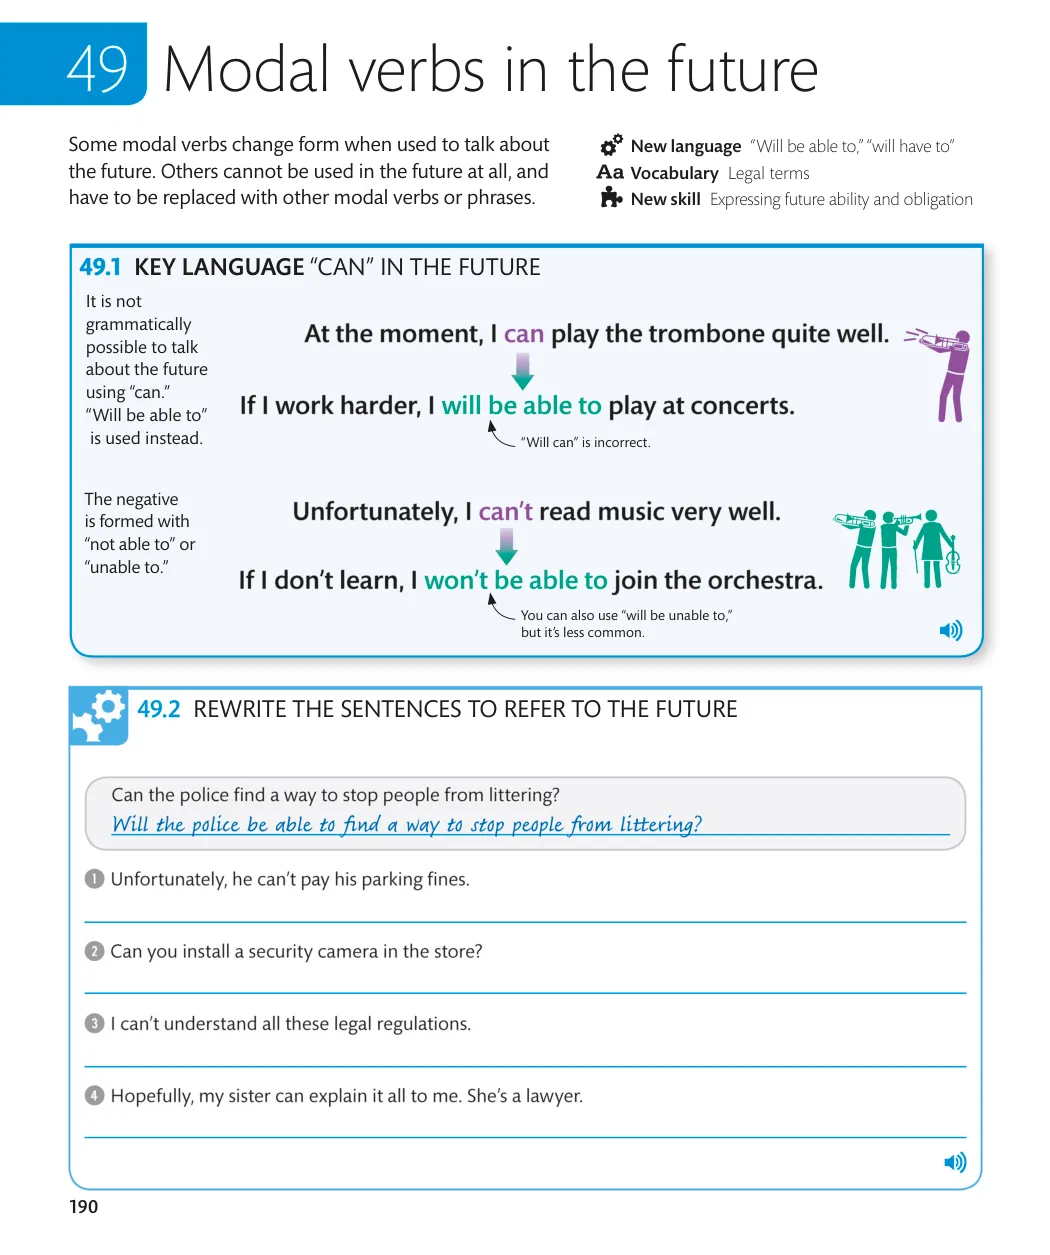 49 Modal verbs in the future
Some modal verbs change form when used to talk about
the future. Others cannot be used in the future at all, and
have to be replaced with other modal verbs or phrases.
New language “Will be able to,” “will have to”
Aa Vocabulary Legal terms
New skill Expressing future ability and obligation
49.1 KEY LANGUAGE “CAN” IN THE FUTURE
It is not
grammatically
possible to talk
about the future
using “can.”
“Will be able to”
is used instead.
At the moment, I can play the trombone quite well.
If I work harder, I will be able to play at concerts.
“Will can” is incorrect.
The negative
is formed with
“not able to” or
“unable to.”
Unfortunately, I can’t read music very well.
If I don’t learn, I won’t be able to join the orchestra.
You can also use “will be unable to,”
but it’s less common.
49.2 REWRITE THE SENTENCES TO REFER TO THE FUTURE
Can the police find a way to stop people from littering?
Will the police be able to find a way to stop people from littering?
1 Unfortunately, he can’t pay his parking fines.
2 Can you install a security camera in the store?
3 I can’t understand all these legal regulations.
4 Hopefully, my sister can explain it all to me. She’s a lawyer.
190